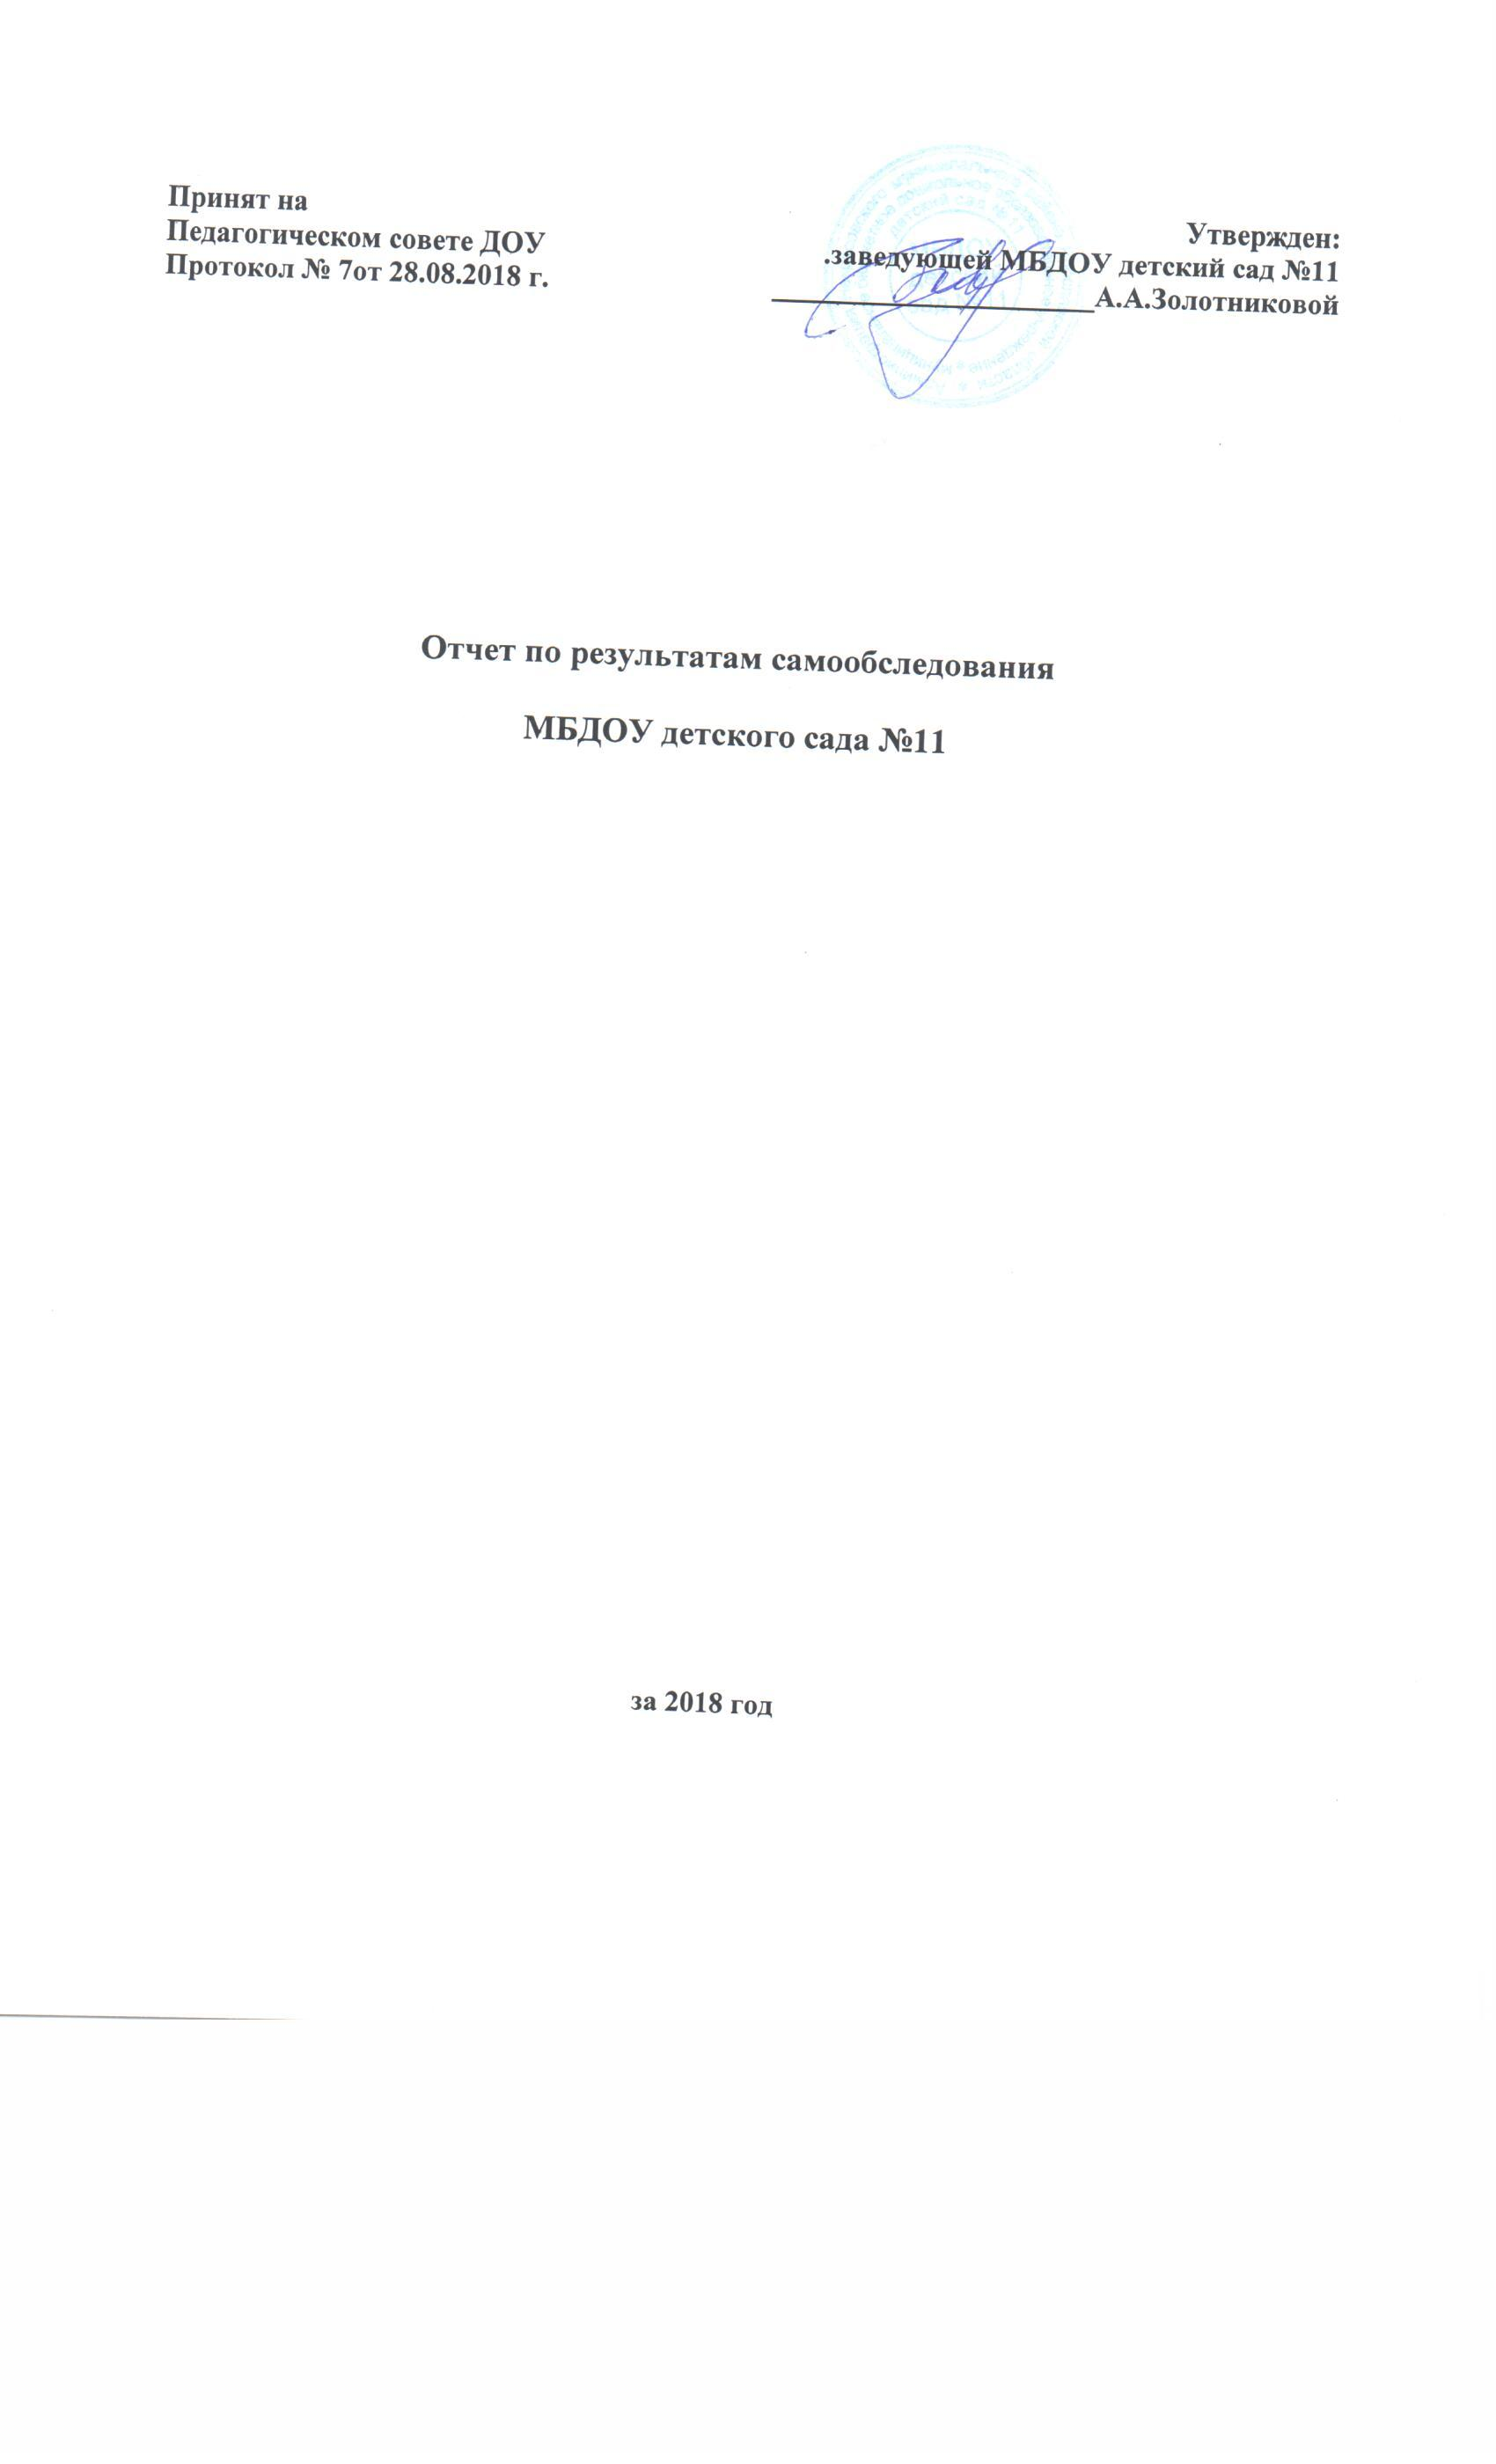 Принят на
Педагогическом совете ДОУ
Протокол № 7от 28.08.2018 г.
Утвержден:
.заведующей МБДОУ детский сад №11
А.А.Золотниковой
Отчет по результатам самообследования
МБДОУ детского сада №11
за 2018 год